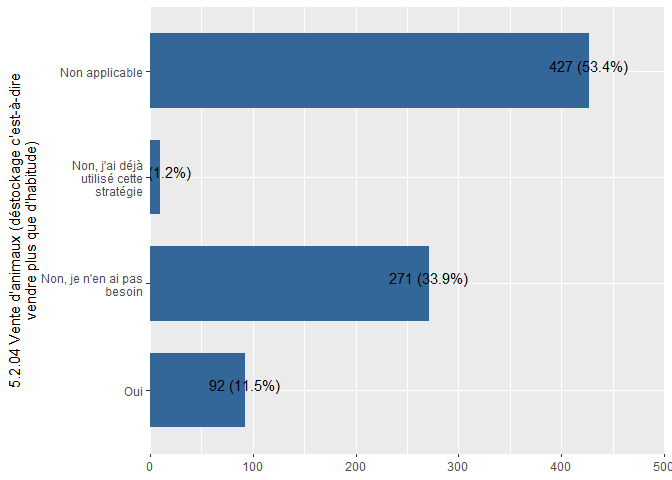 5.2.04 Vente d'animaux (déstockage c'est-à-dire
vendre plus que d'habitude)
Non applicable
427 (53.4%)
Non, j'ai déjà
utilisé cette
stratégie
(1.2%)
Non, je n'en ai pas
besoin
271 (33.9%)
Oui
92 (11.5%)
0
100
200
300
400
500